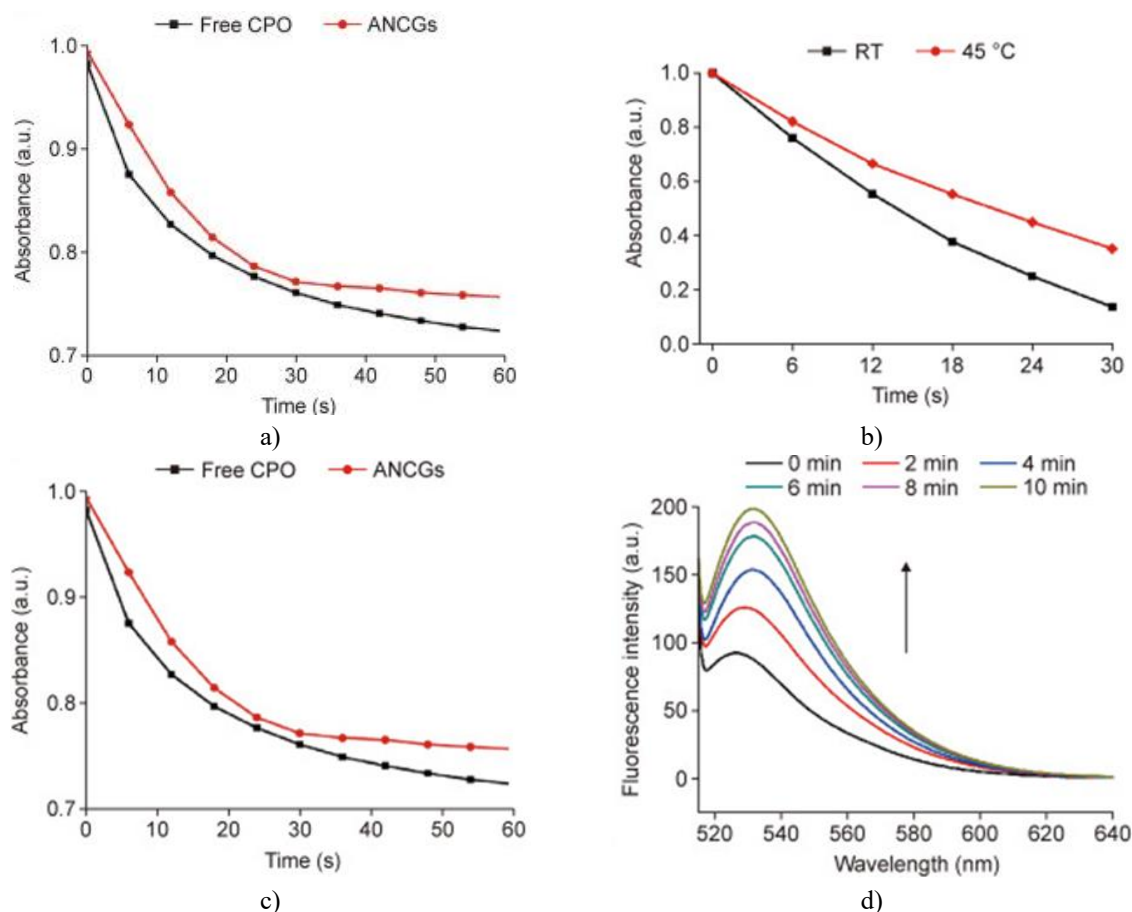 Free CPO ANCGs
1.0
0.9
0.8
0.7
Absorbance (a.u.)
0 10 20 30 40 50 60
Time (s)
a)
RT 45 °C
1.0
0.8
0.6
0.4
0.2
0.0
Absorbance (a.u.)
0 6 12 18 24 30
Time (s)
b)
Free CPO ANCGs
1.0
0.9
0.8
0.7
Absorbance (a.u.)
0 10 20 30 40 50 60
Time (s)
c)
0 min 2 min 4 min
6 min 8 min 10 min
200
150
100
50
0
Fluorescence intensity (a.u.)
520 540 560 580 600 620 640
Wavelength (nm)
d)